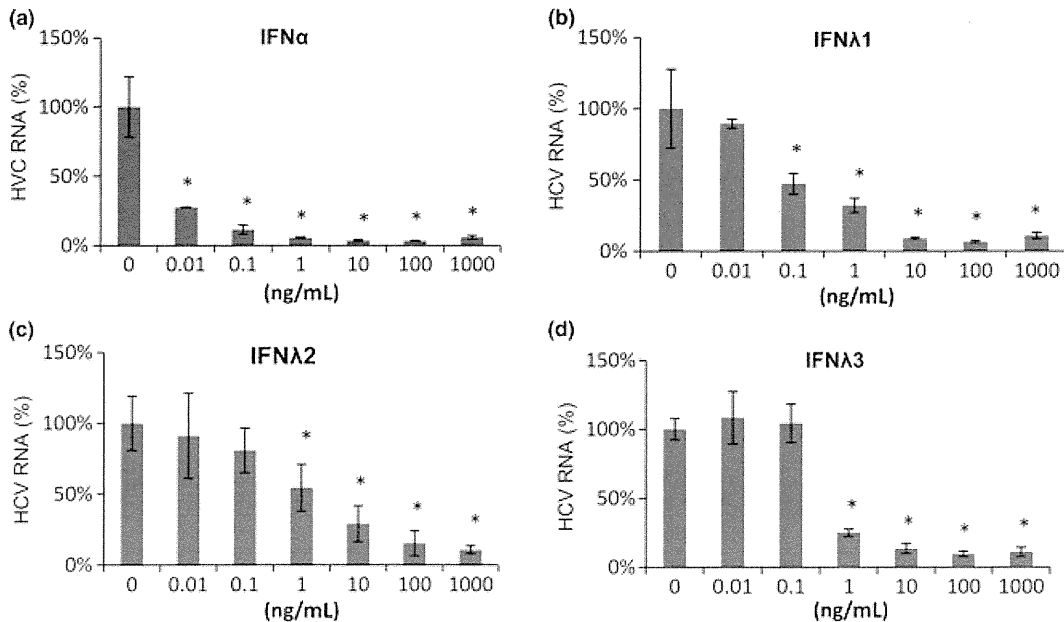 (a)
IFNα
150%
100%
50%
0%
HVC RNA (%)
* * * * * *
0 0.01 0.1 1 10 100 1000
(ng/mL)
(b)
IFNλ1
150%
100%
50%
0%
HCV RNA (%)
* * * * *
0 0.01 0.1 1 10 100 1000
(ng/mL)
(c)
IFNλ2
150%
100%
50%
0%
HCV RNA (%)
* * * *
0 0.01 0.1 1 10 100 1000
(ng/mL)
(d)
IFNλ3
150%
100%
50%
0%
HCV RNA (%)
* * * *
0 0.01 0.1 1 10 100 1000
(ng/mL)